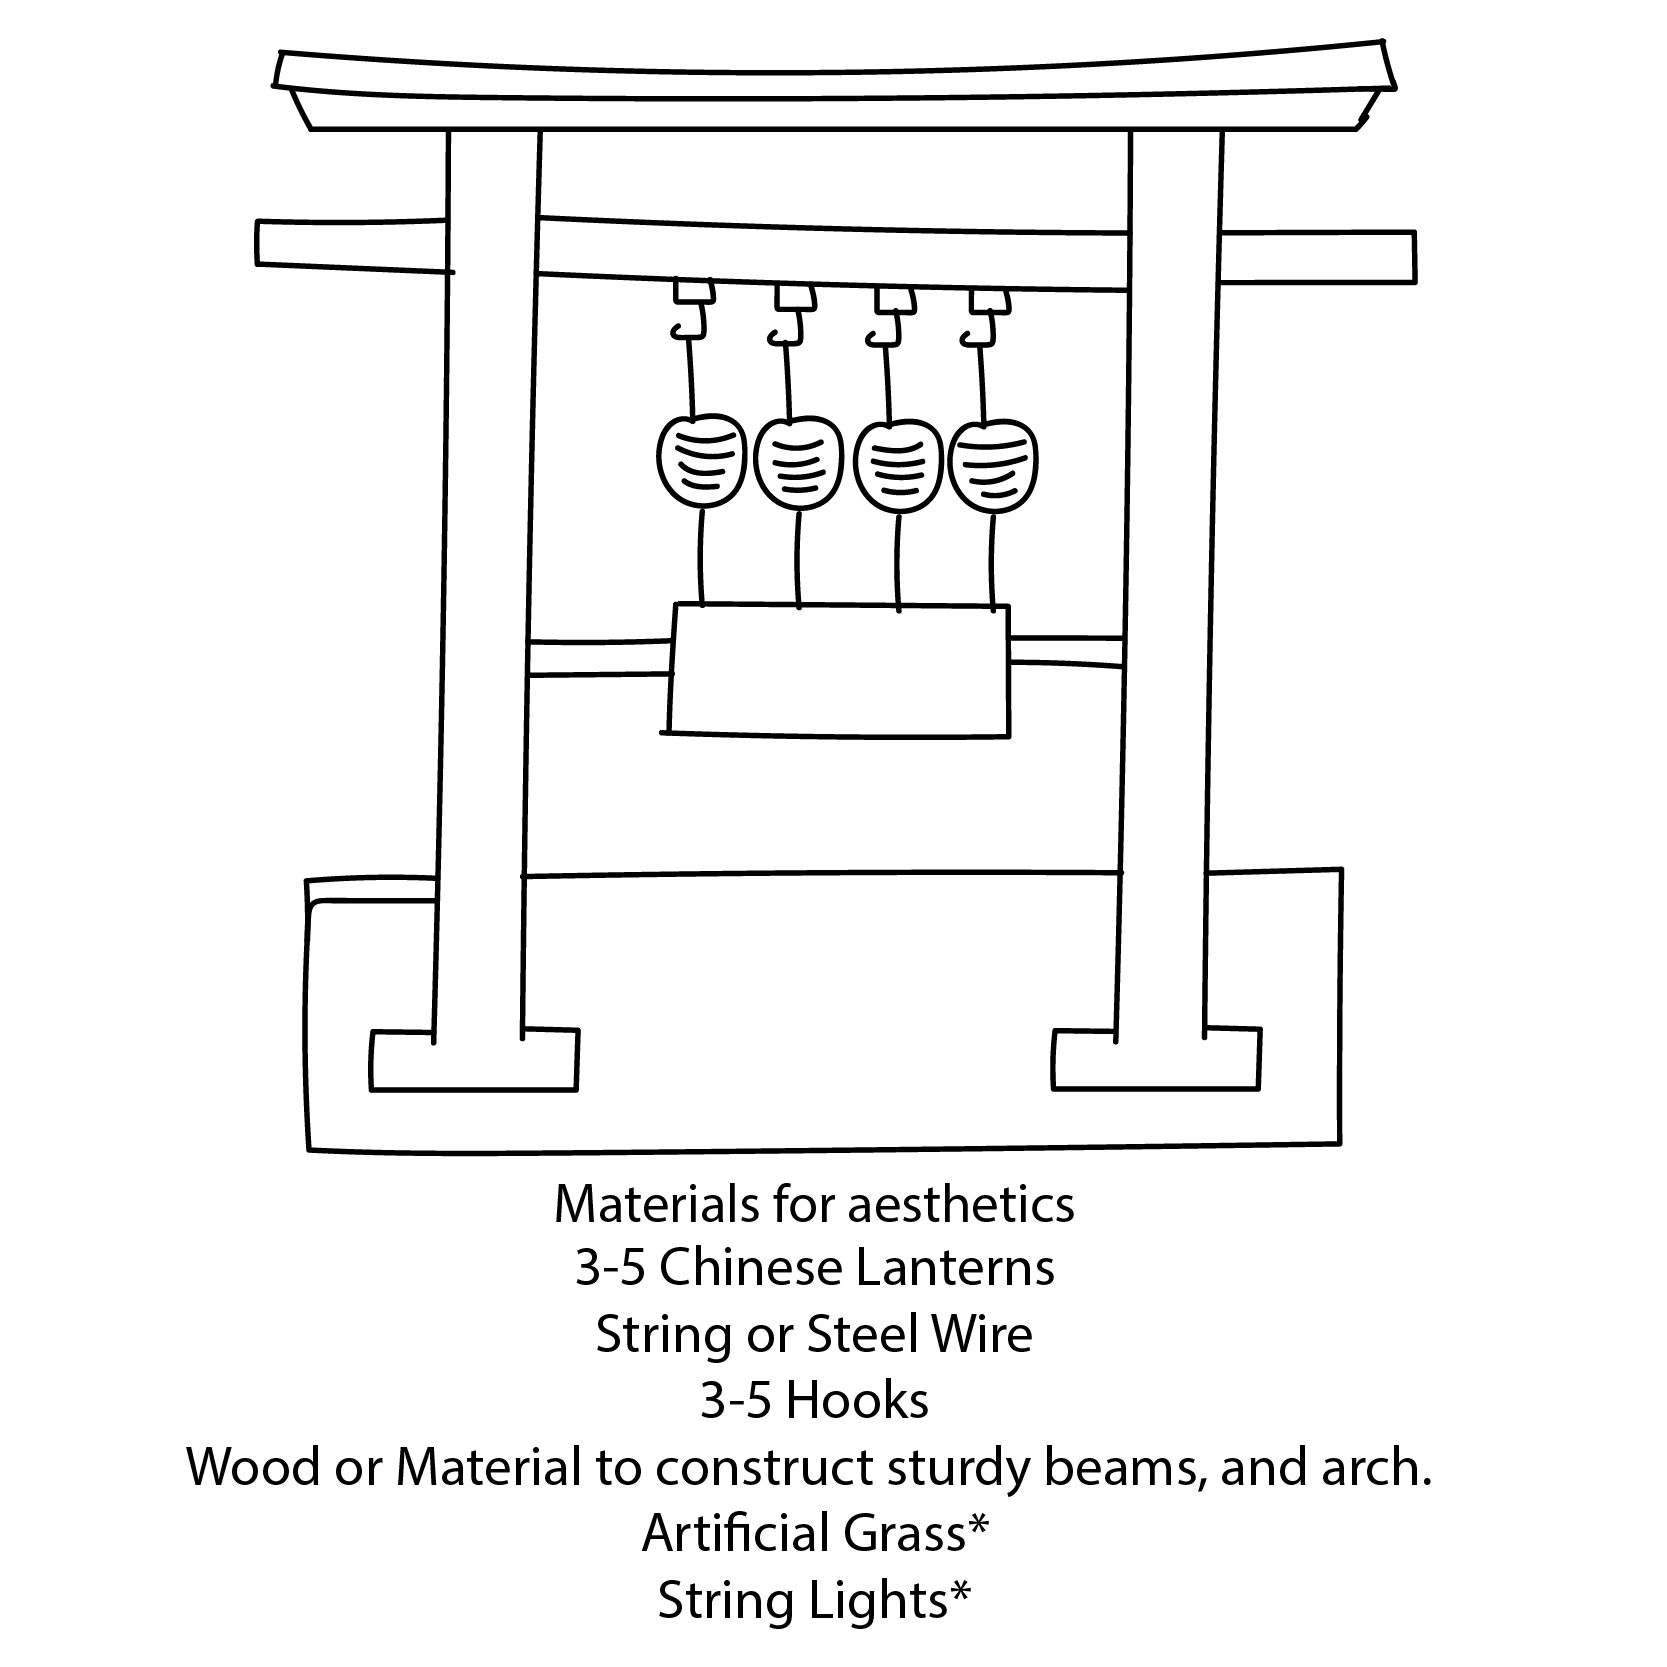 Materials for aesthetics
3-5 Chinese Lanterns
String or Steel Wire
3-5 Hooks
Wood or Material to construct sturdy beams, and arch.
Artificial Grass*
String Lights*